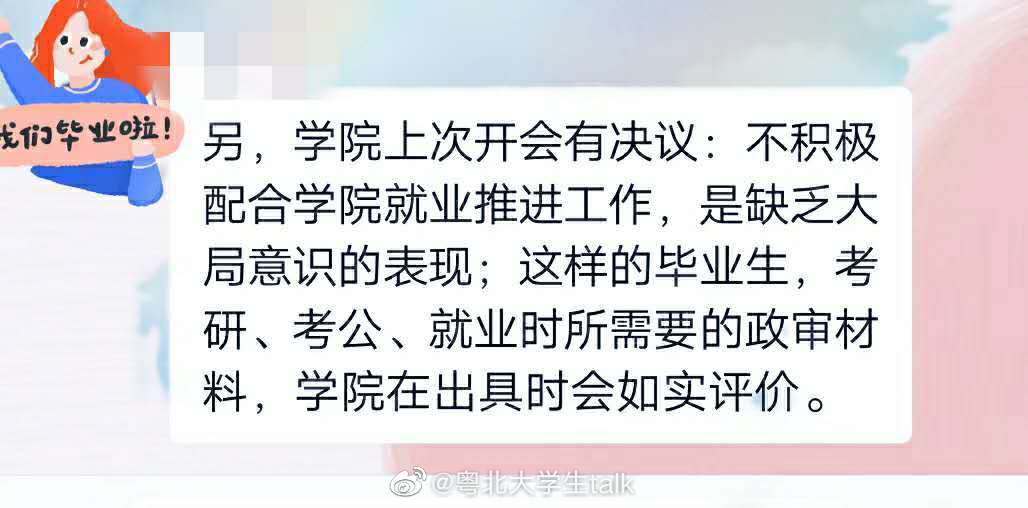 我们毕业啦!
另，学院上次开会有决议：不积极
配合学院就业推进工作，是缺乏大
局意识的表现；这样的毕业生，考
研、考公、就业时所需要的政审材
料，学院在出具时会如实评价。
@粤北大学生talk